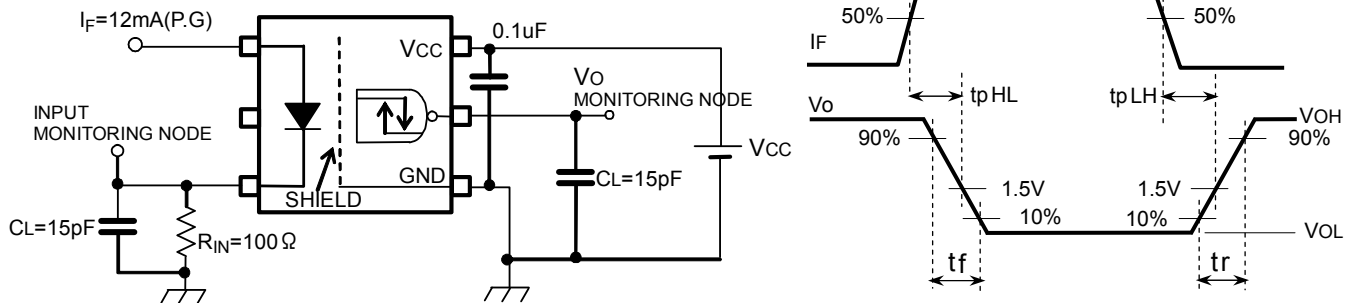 IF=12mA(P.G)
VCC
0.1uF
VO
MONITORING NODE
INPUT
MONITORING NODE
GND
SHIELD
CL=15pF
RIN=100Ω
CL=15pF
VCC
50%
50%
IF
tpHL
tpLH
Vo
VOH
90%
90%
1.5V
1.5V
10%
10%
VOL
tf
tr